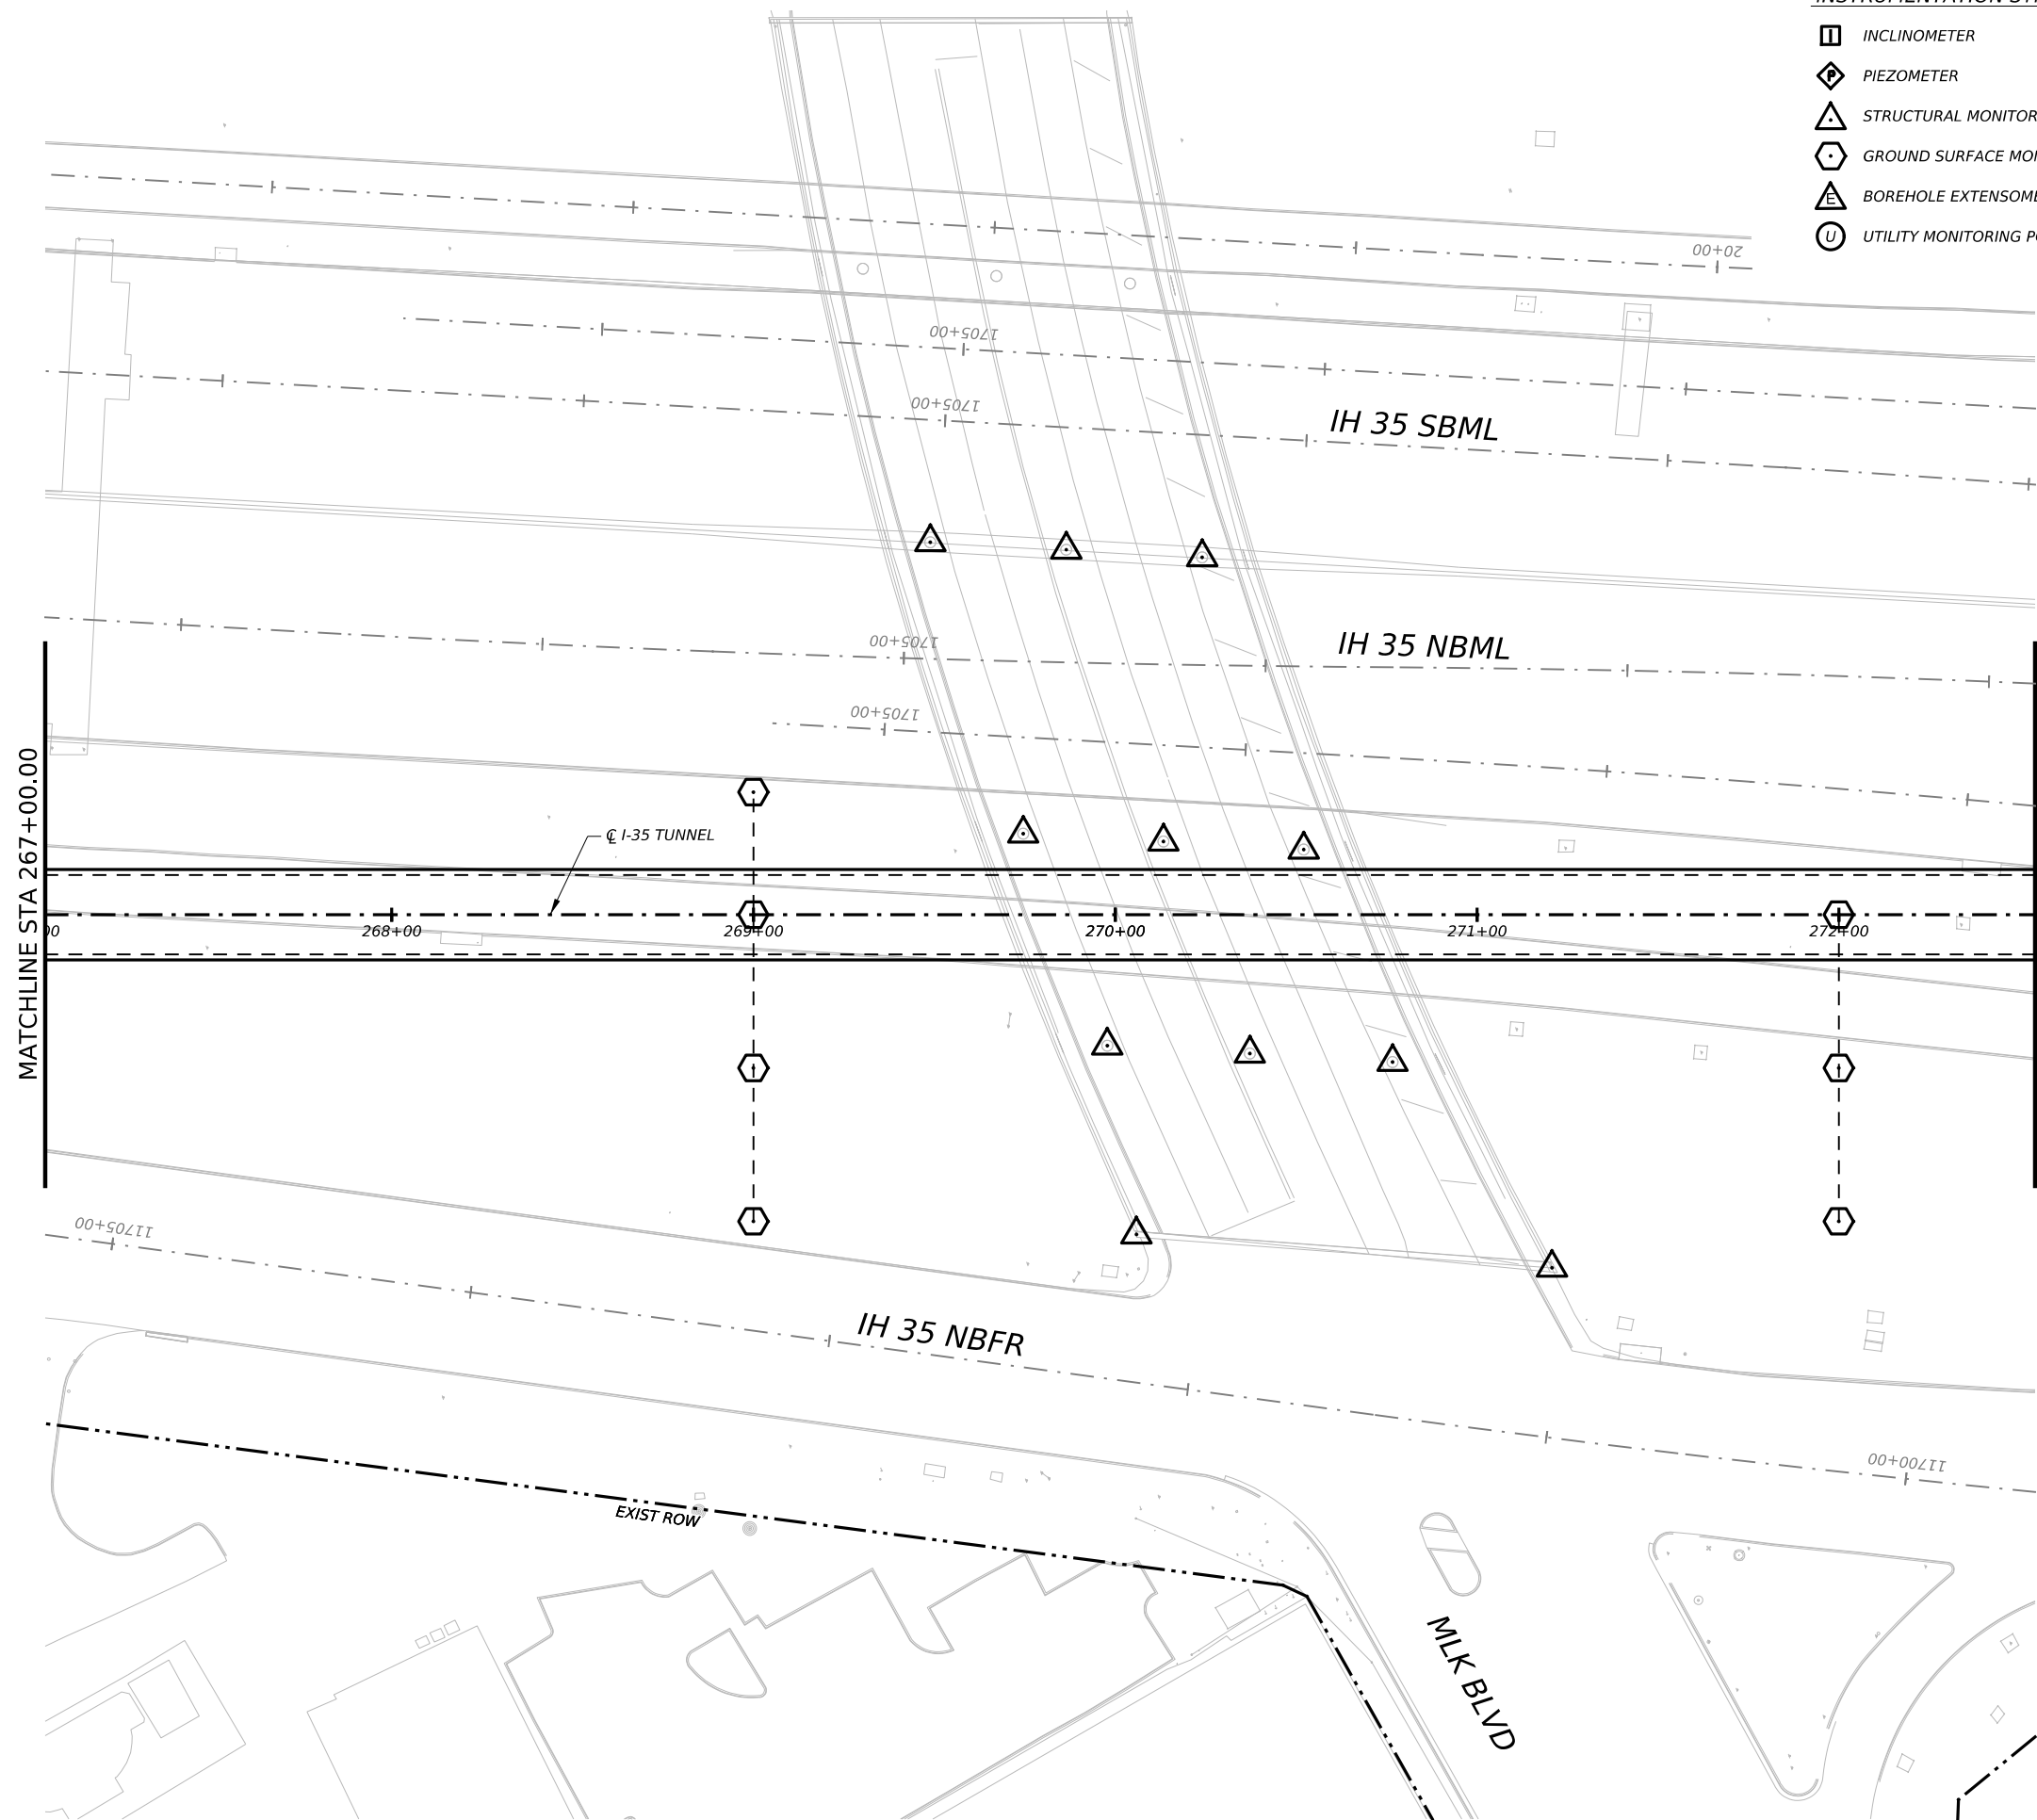 INCLINOMETER
P PIEZOMETER
STRUCTURAL MONITOR
GROUND SURFACE MO
E BOREHOLE EXTENSOM
U UTILITY MONITORING P
20+00
1705+00
1705+00
IH 35 SBML
1705+00
IH 35 NBML
1705+00
MATCHLINE STA 267+00.00
℄ I-35 TUNNEL
00
268+00
269+00
270+00
271+00
272+00
11705+00
IH 35 NBFR
11700+00
EXIST ROW
MLK BLVD